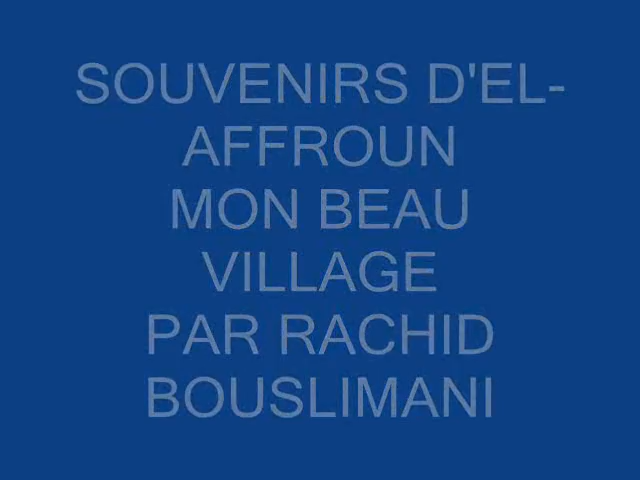 SOUVENIRS D'EL-
AFFROUN
MON BEAU
VILLAGE
PAR RACHID
BOUSLIMANI